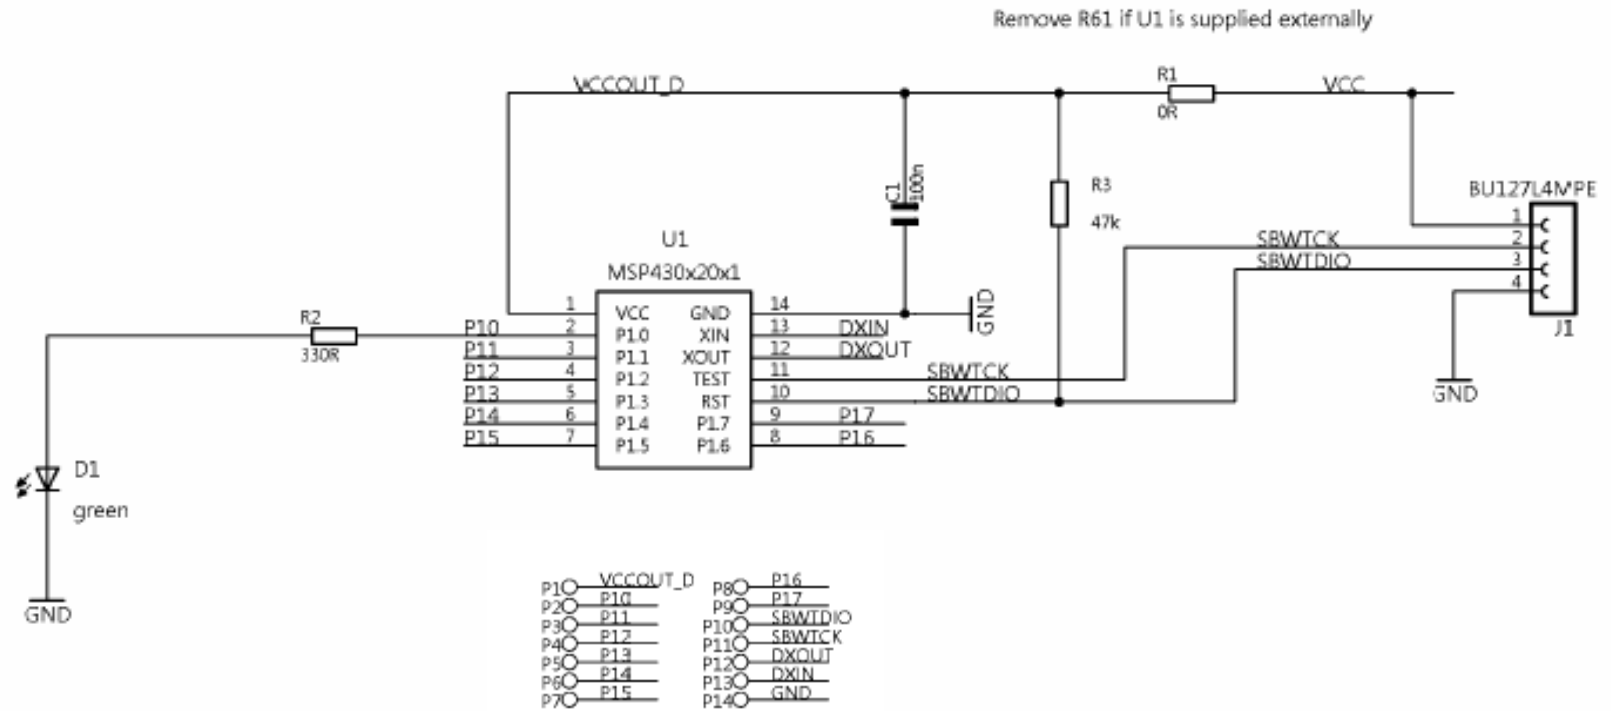 Remove R61 if U1 is supplied externally
VCCOUT_D
R1
0R
VCC
C1
100n
R3
47k
BU127L4MPE
1
2
3
4
SBWTCK
SBWTDIO
J1
GND
U1
MSP430x20x1
1 VCC GND 14
2 P1.0 XIN 13
3 P1.1 XOUT 12
4 P1.2 TEST 11
5 P1.3 RST 10
6 P1.4 P1.7 9
7 P1.5 P1.6 8
GND
DXIN
DXOUT
SBWTCK
SBWTDIO
P17
P16
R2
330R
P10
P11
P12
P13
P14
P15
D1
green
GND
P1 VCCOUT_D P8 P16
P2 P10 P9 P17
P3 P11 P10 SBWTDIO
P4 P12 P11 SBWTCK
P5 P13 P12 DXOUT
P6 P14 P13 DXIN
P7 P15 P14 GND